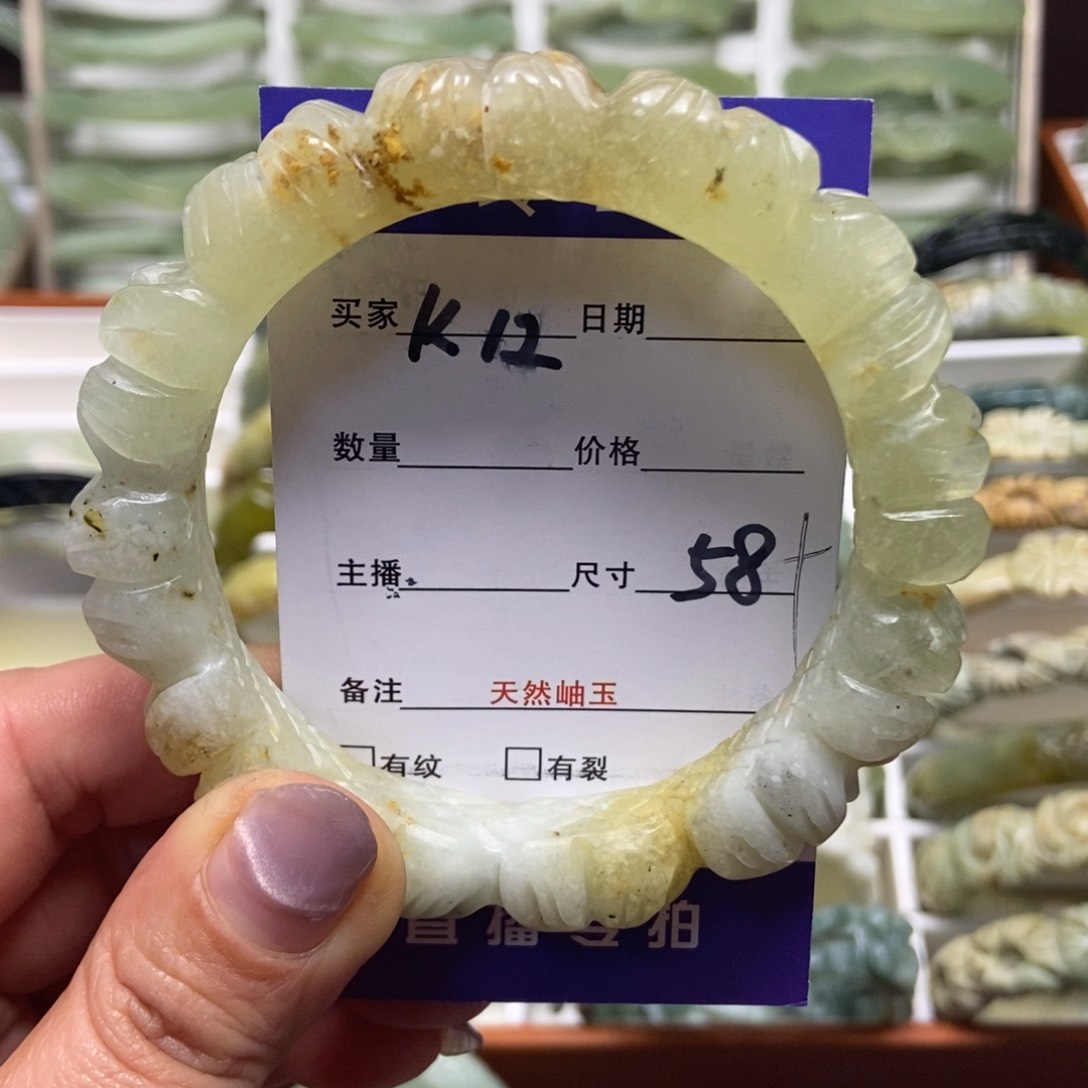 买家 K12 日期
数量 价格
主播 尺寸 58
备注 天然岫玉
□有纹 □有裂
直播专拍